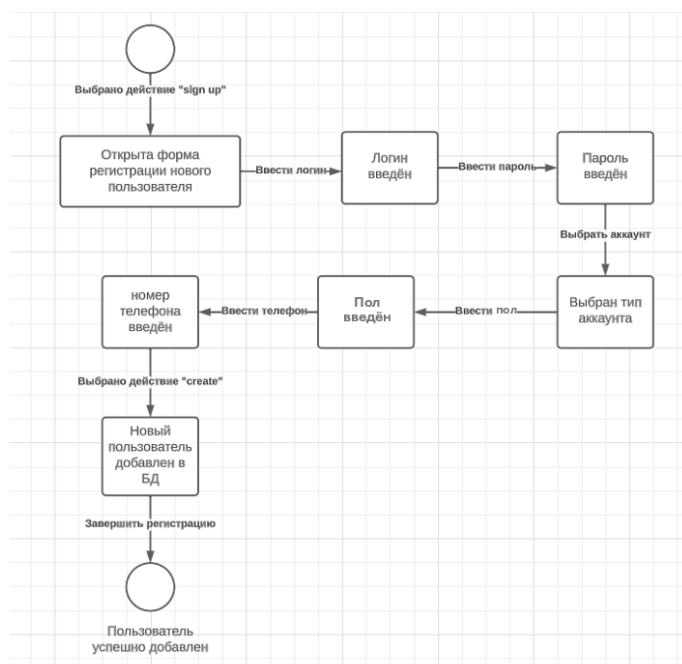 Выбрано действие "sign up"
Открыта форма
регистрации нового
пользователя
Ввести логин
Логин
введён
Ввести пароль
Пароль
введён
Выбрать аккаунт
Выбран тип
аккаунта
Ввести пол
Пол
введён
Ввести телефон
номер
телефона
введён
Выбрано действие "create"
Новый
пользователь
добавлен в
БД
Завершить регистрацию
Пользователь
успешно добавлен